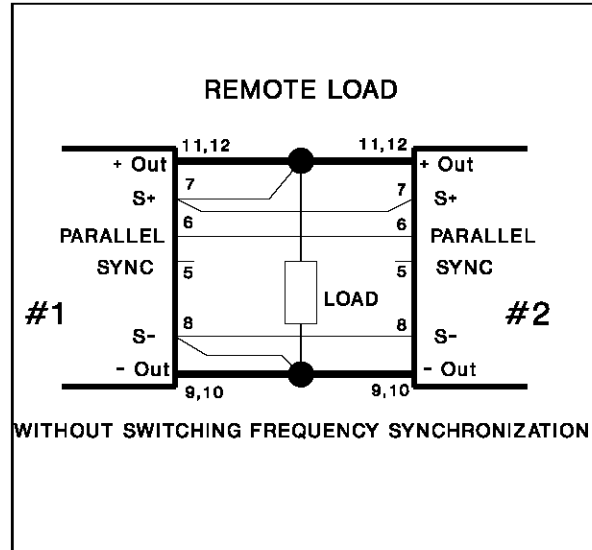 REMOTE LOAD
11,12 11,12
+ Out + Out
7 7
S+ S+
6 6
PARALLEL PARALLEL
SYNC SYNC
5 5
LOAD
#1 #2
8 8
S- S-
- Out - Out
9,10 9,10
WITHOUT SWITCHING FREQUENCY SYNCHRONIZATION